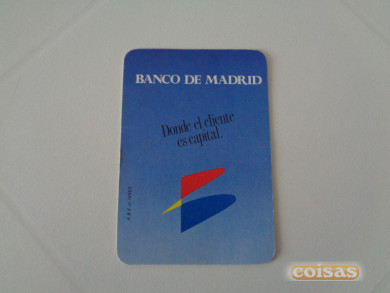 BANCO DE MADRID
Donde el cliente
es capital.
coisas